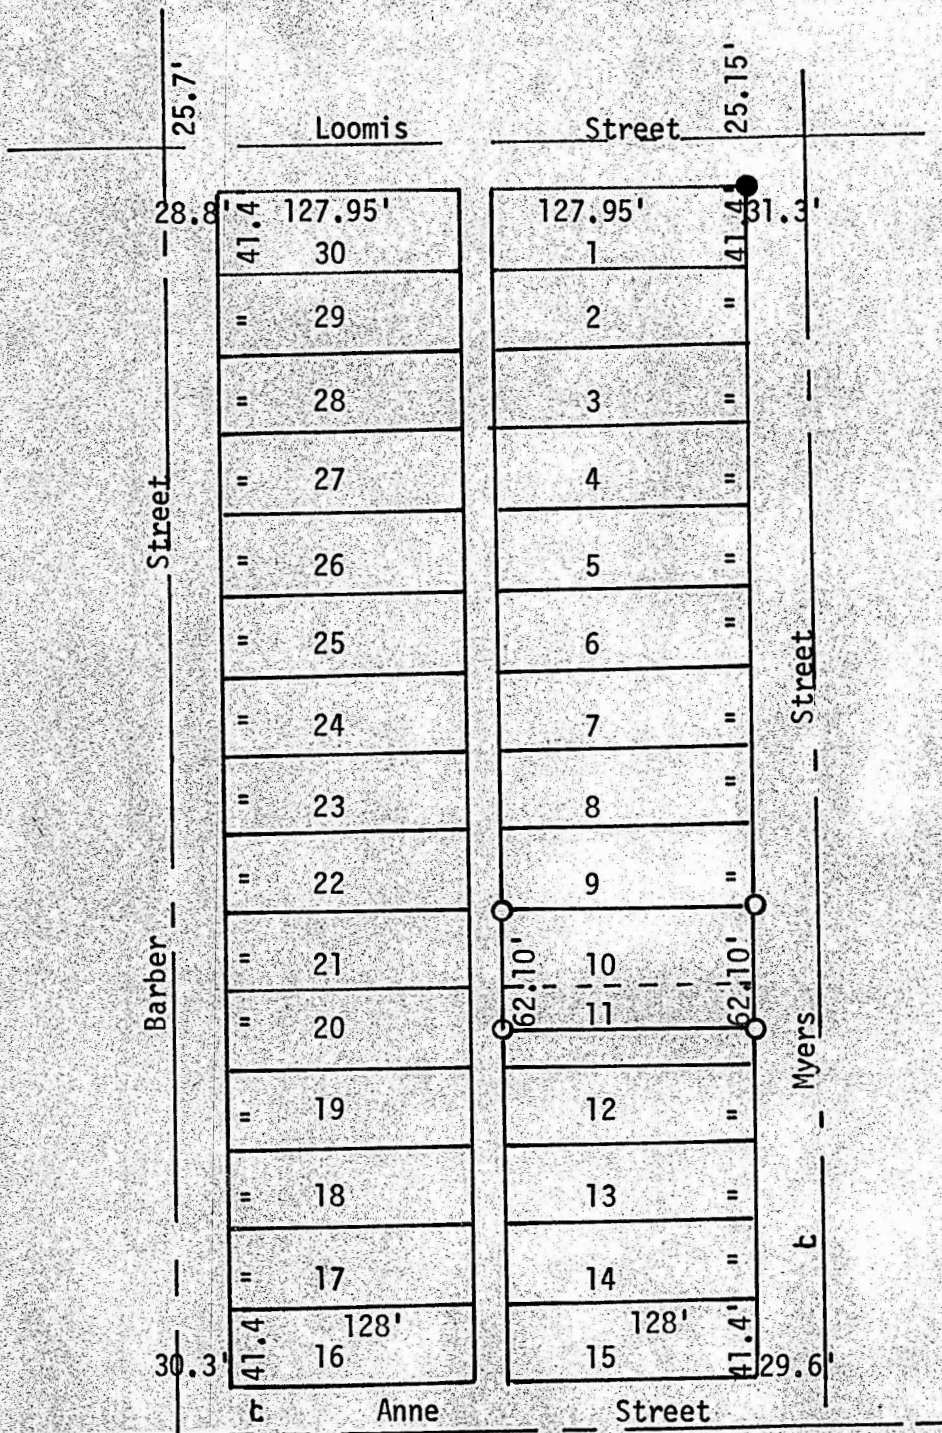 25.7'
25.15'
Loomis Street
28.8' 127.95' 127.95' 31.3'
41.4 30 1 41.4'
" 29 2 "
" 28 3 "
" 27 4 "
Street
" 26 5 "
" 25 6 "
Street
" 24 7 "
" 23 8 "
" 22 9 "
" 21 62.10' 10 62.10'
Barber
" 20 11
Myers
" 19 12 "
" 18 13 "
" 17 14 "
128' 128'
30.3' 41.4 16 15 41.4' 29.6'
Anne Street